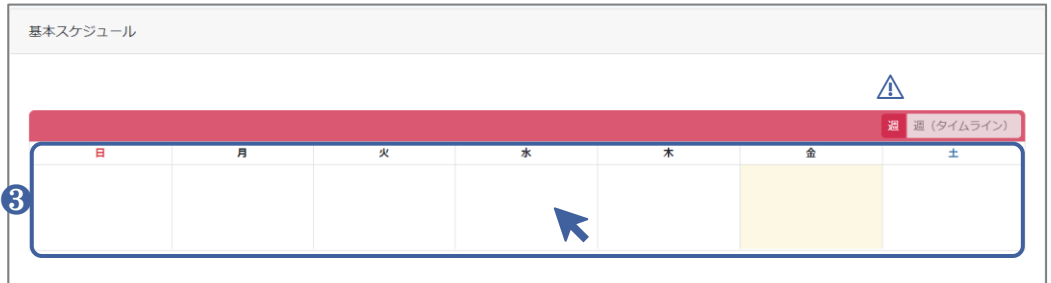 基本スケジュール
週 週（タイムライン）
日 月 火 水 木 金 土
3